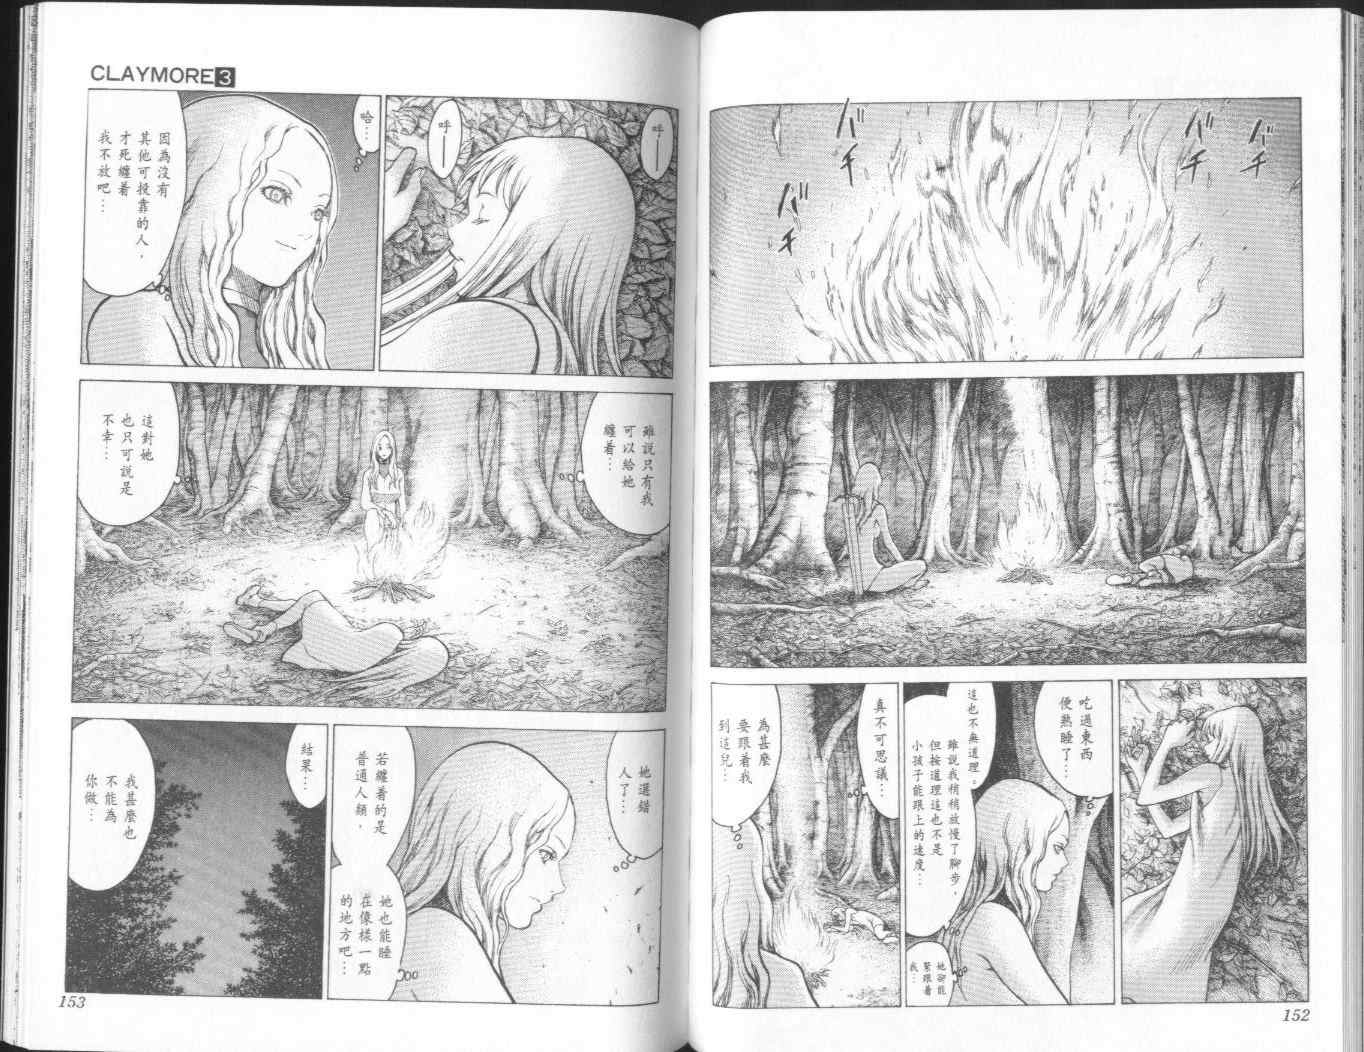 CLAYMORE3
バチ
バチ
バチ
バチ
吃過東西
便熟睡了…
這也不無道理。
雖說我稍稍放慢了腳步，
但按道理這也不是
小孩子能跟上的速度…
她卻能
緊跟着
我…
真不可思議…
為甚麼
要跟着我
到這兒…
152
呼——
呼——
哈…
因為沒有
其他可投靠的人，
才死纏着
我不放吧…
雖說只有我
可以給她
纏着…
這對她
也只可說是
不幸…
她選錯
人了…
若纏着的是
普通人類，
她也能睡
在像樣一點
的地方吧…
結果…
我甚麼也
不能為
你做…
153